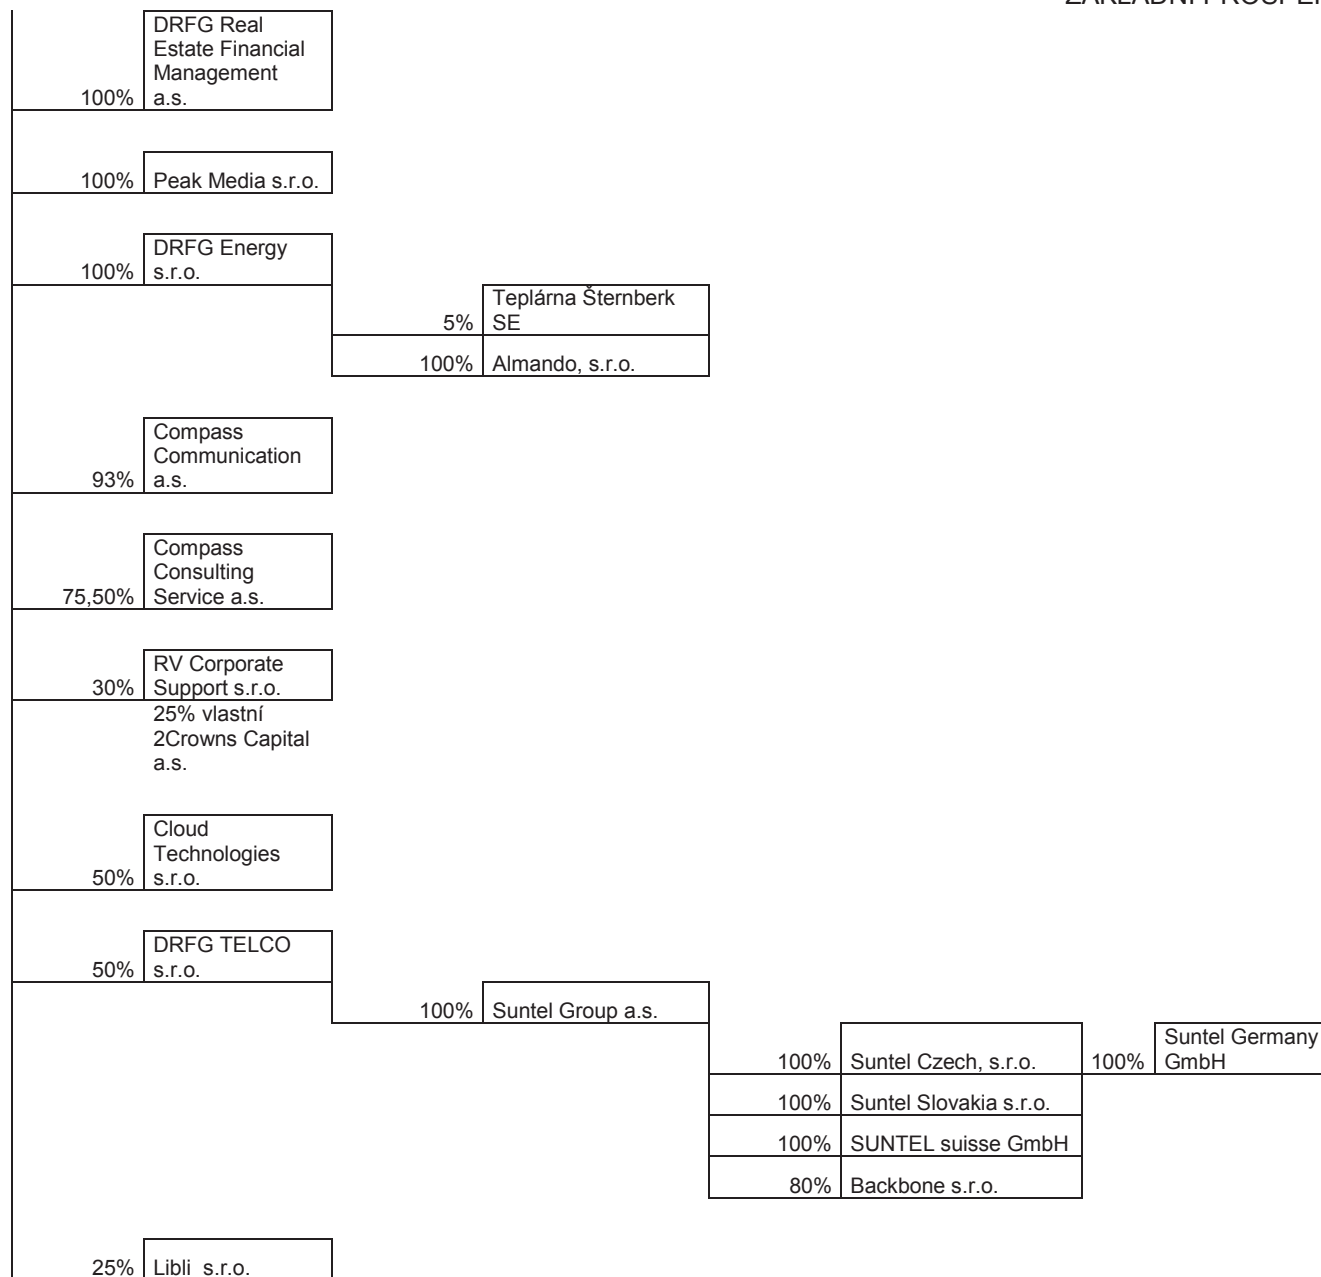 DRFG Real
Estate Financial
Management
100% a.s.
100% Peak Media s.r.o.
DRFG Energy
100% s.r.o.
Teplárna Šternberk
5% SE
100% Almando, s.r.o.
Compass
Communication
93% a.s.
Compass
Consulting
75,50% Service a.s.
RV Corporate
30% Support s.r.o.
25% vlastní
2Crowns Capital
a.s.
Cloud
Technologies
50% s.r.o.
DRFG TELCO
50% s.r.o.
100% Suntel Group a.s.
Suntel Germany
100% Suntel Czech, s.r.o. 100% GmbH
100% Suntel Slovakia s.r.o.
100% SUNTEL suisse GmbH
80% Backbone s.r.o.
25% Libli s.r.o.